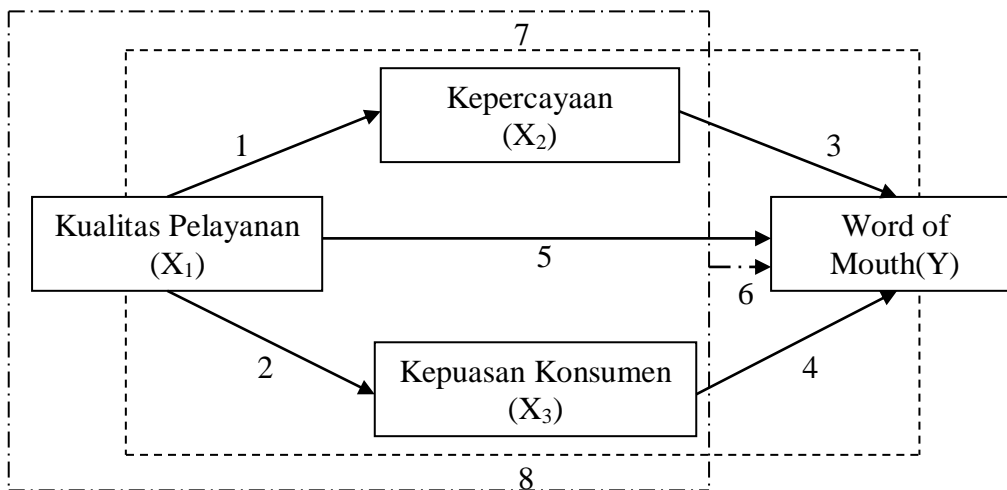 7
Kepercayaan
(X₂)
1
3
Kualitas Pelayanan
(X₁)
5
Word of
Mouth(Y)
6
2
Kepuasan Konsumen
(X₃)
4
8